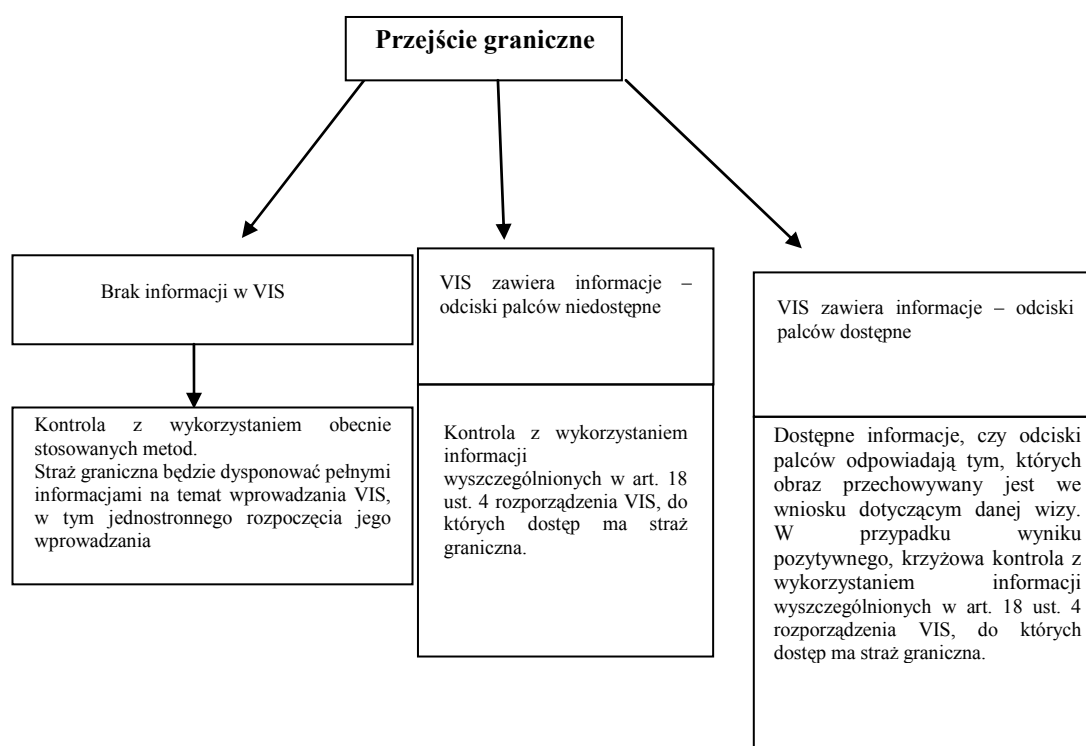 Przejście graniczne
Brak informacji w VIS
Kontrola z wykorzystaniem obecnie
stosowanych metod.
Straż graniczna będzie dysponować pełnymi
informacjami na temat wprowadzania VIS,
w tym jednostronnego rozpoczęcia jego
wprowadzania
VIS zawiera informacje –
odciski palców niedostępne
Kontrola z wykorzystaniem
informacji
wyszczególnionych w art. 18
ust. 4 rozporządzenia VIS, do
których dostęp ma straż
graniczna.
VIS zawiera informacje – odciski
palców dostępne
Dostępne informacje, czy odciski
palców odpowiadają tym, których
obraz przechowywany jest we
wniosku dotyczącym danej wizy.
W przypadku wyniku
pozytywnego, krzyżowa kontrola z
wykorzystaniem informacji
wyszczególnionych w art. 18 ust. 4
rozporządzenia VIS, do których
dostęp ma straż graniczna.